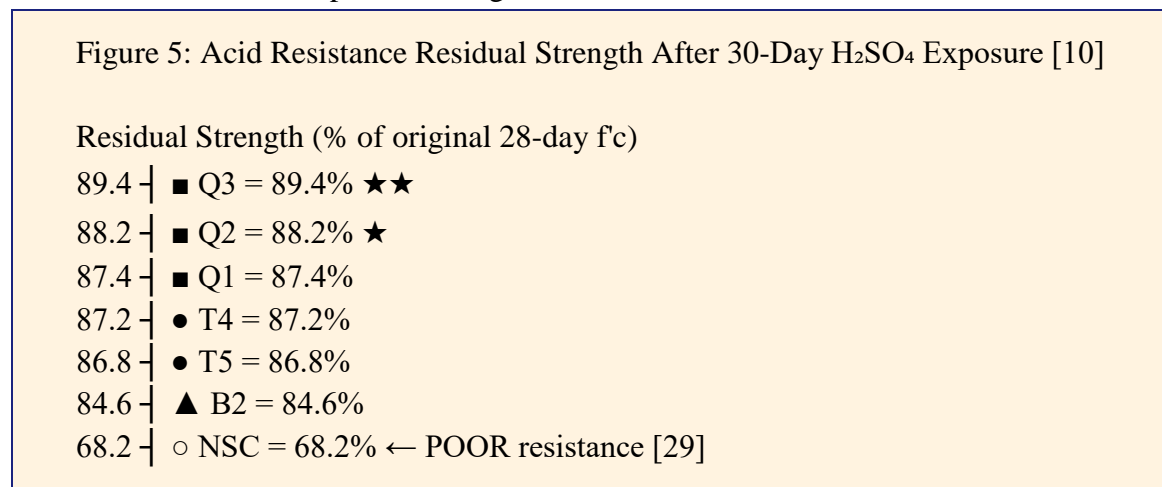 Figure 5: Acid Resistance Residual Strength After 30-Day H₂SO₄ Exposure [10]
Residual Strength (% of original 28-day f'c)
89.4 ┤ ■ Q3 = 89.4% ★★
88.2 ┤ ■ Q2 = 88.2% ★
87.4 ┤ ■ Q1 = 87.4%
87.2 ┤ ● T4 = 87.2%
86.8 ┤ ● T5 = 86.8%
84.6 ┤ ▲ B2 = 84.6%
68.2 ┤ ○ NSC = 68.2% ← POOR resistance [29]